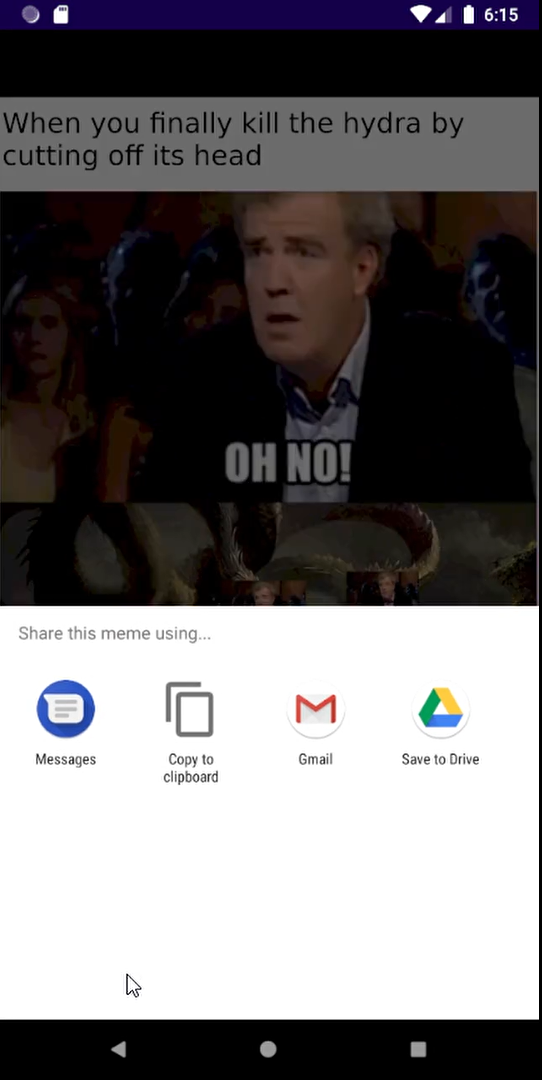 6:15
When you finally kill the hydra by
cutting off its head
OH NO!
Share this meme using...
Messages
Copy to
clipboard
Gmail
Save to Drive